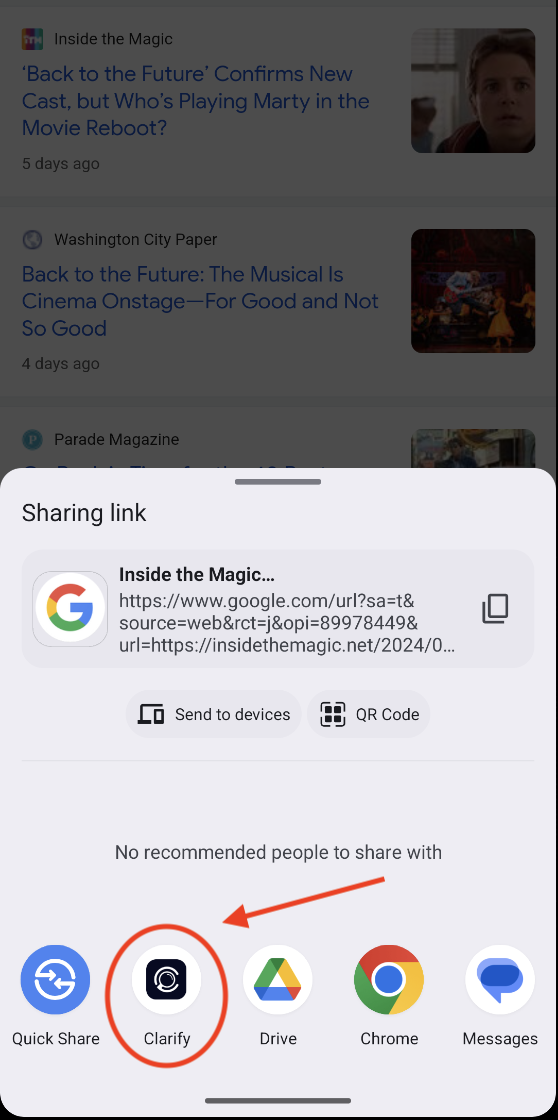 Inside the Magic
‘Back to the Future’ Confirms New
Cast, but Who’s Playing Marty in the
Movie Reboot?
5 days ago
Washington City Paper
Back to the Future: The Musical Is
Cinema Onstage—For Good and Not
So Good
4 days ago
Parade Magazine
Sharing link
Inside the Magic...
https://www.google.com/url?sa=t&
source=web&rct=j&opi=89978449&
url=https://insidethemagic.net/2024/0...
Send to devices
QR Code
No recommended people to share with
Quick Share
Clarify
Drive
Chrome
Messages